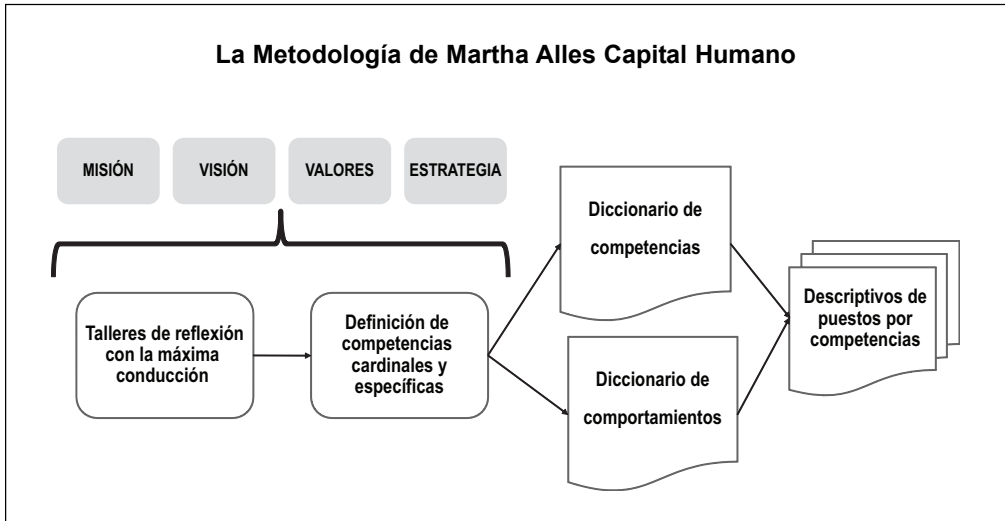 La Metodología de Martha Alles Capital Humano
MISIÓN
VISIÓN
VALORES
ESTRATEGIA
Talleres de reflexión
con la máxima
conducción
Definición de
competencias
cardinales y
específicas
Diccionario de
competencias
Diccionario de
comportamientos
Descriptivos de
puestos por
competencias